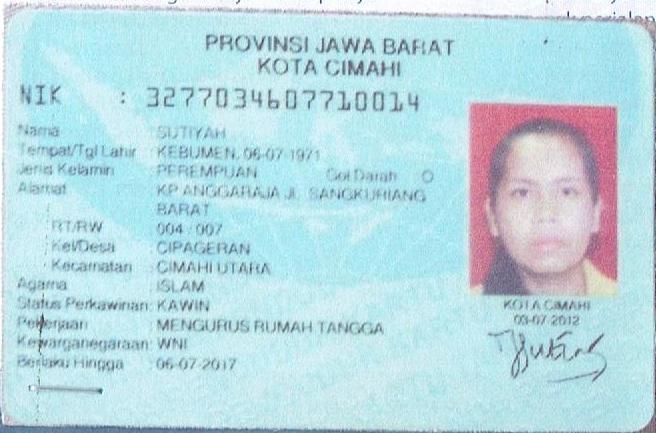 PROVINSI JAWA BARAT
KOTA CIMAHI
NIK : 3277034607710014
Nama : SUTIYAH
Tempat/Tgl Lahir : KEBUMEN, 06-07-1971
Jenis Kelamin : PEREMPUAN Gol Darah O
Alamat : KP ANGGARAJA JL. SANGKURIANG
BARAT
RT/RW : 004 / 007
Kel/Desa : CIPAGERAN
Kecamatan : CIMAHI UTARA
Agama : ISLAM
Status Perkawinan: KAWIN
Pekerjaan : MENGURUS RUMAH TANGGA
Kewarganegaraan: WNI
Berlaku Hingga : 06-07-2017
KOTA CIMAHI
03-07-2012